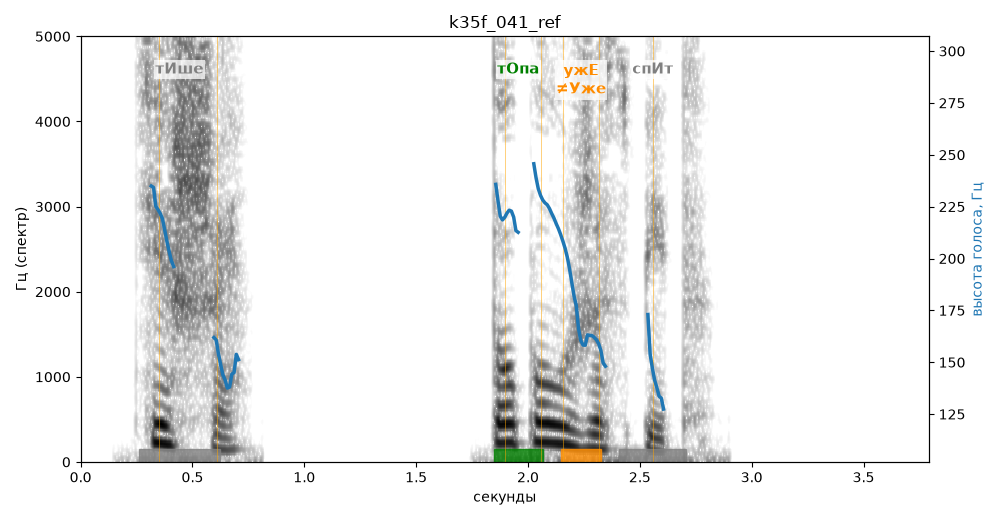 k35f_041_ref
5000
4000
3000
2000
1000
0
Гц (спектр)
тИше
тОпа
ужЕ
≠Уже
спИт
300
275
250
225
200
175
150
125
высота голоса, Гц
0.0 0.5 1.0 1.5 2.0 2.5 3.0 3.5
секунды